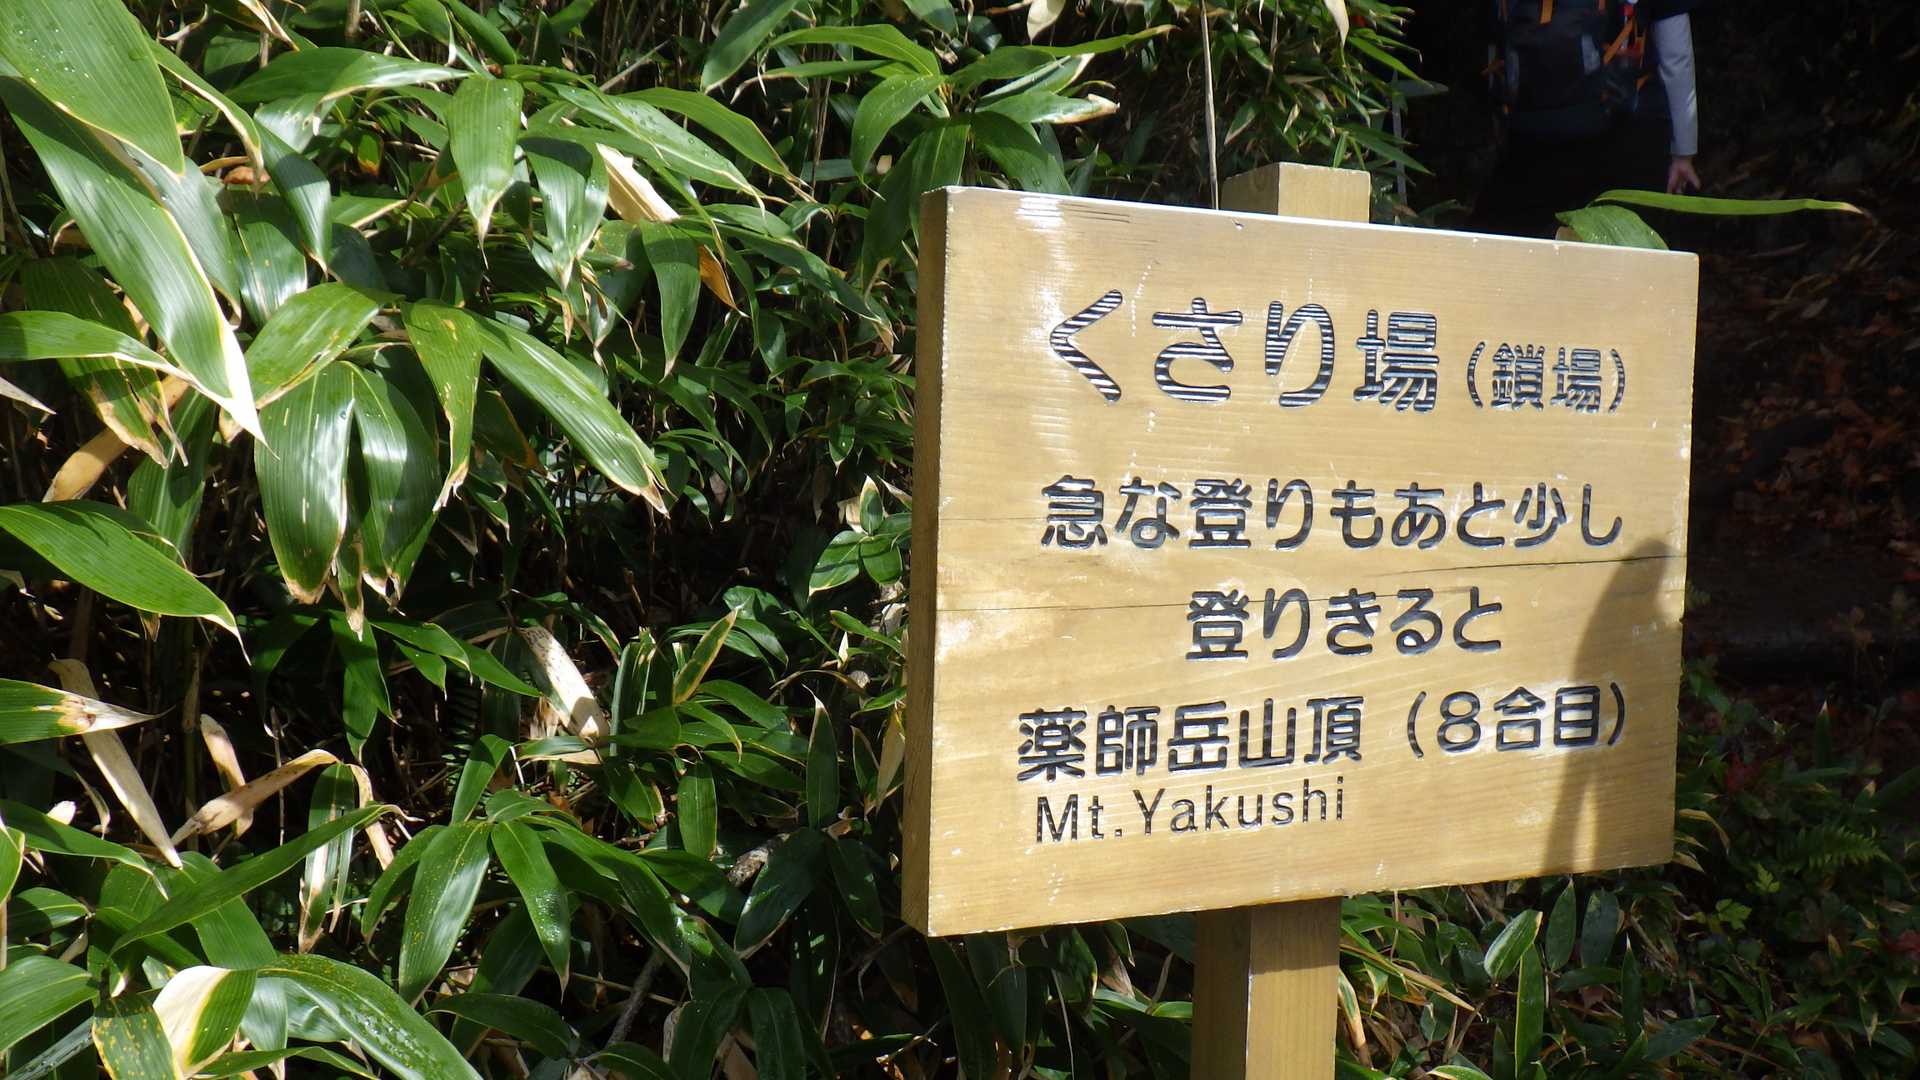 くさり場（鎖場）
急な登りもあと少し
登りきると
薬師岳山頂（8合目）
Mt.Yakushi